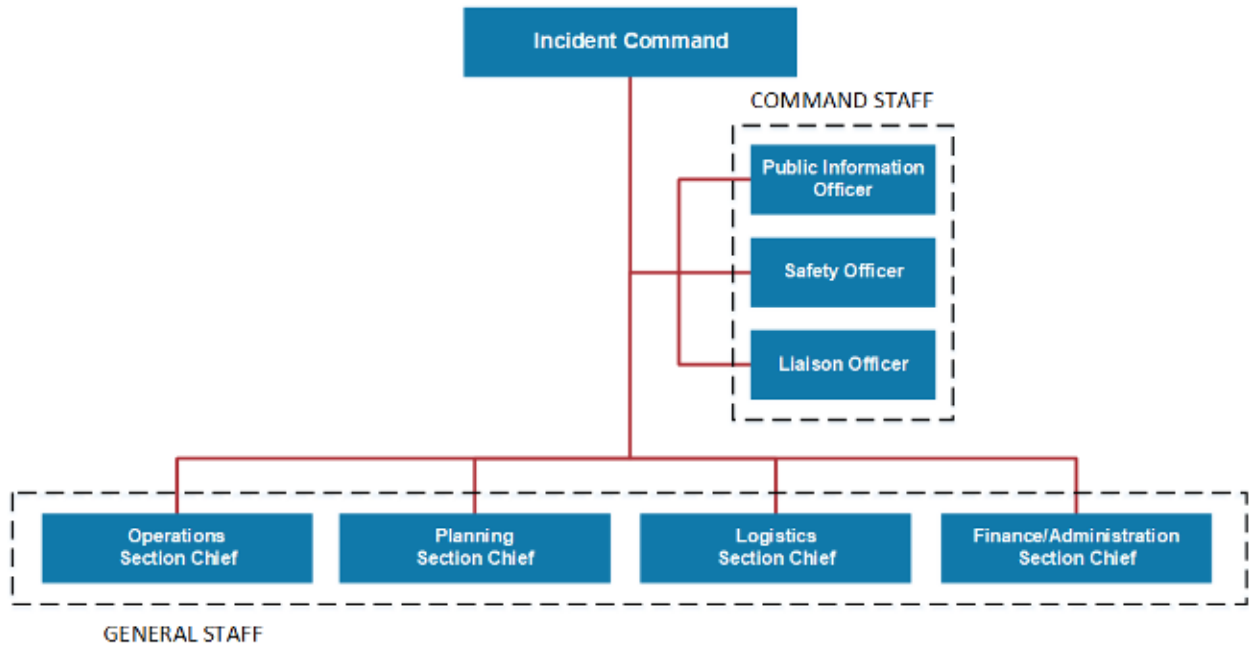 Incident Command
COMMAND STAFF
Public Information
Officer
Safety Officer
Liaison Officer
Operations
Section Chief
Planning
Section Chief
Logistics
Section Chief
Finance/Administration
Section Chief
GENERAL STAFF